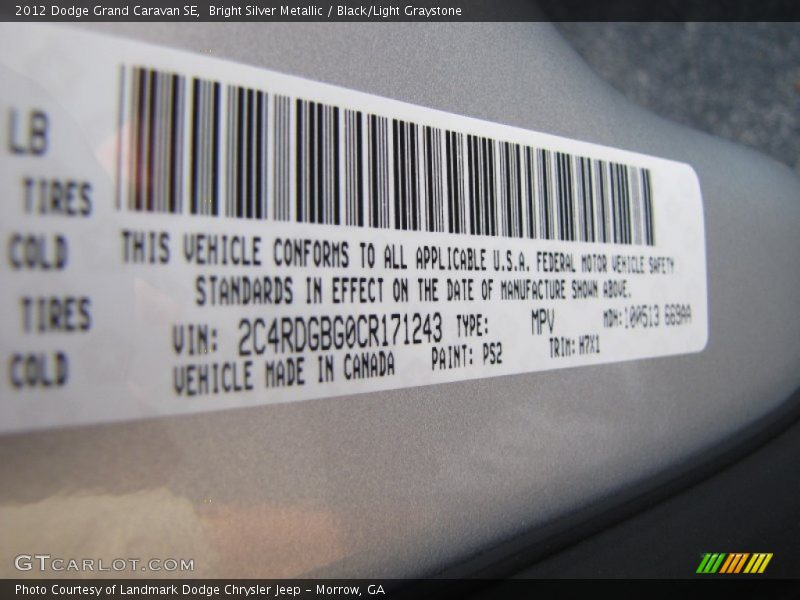 2012 Dodge Grand Caravan SE,  Bright Silver Metallic / Black/Light Graystone
LB
TIRES
COLD
TIRES
COLD
THIS VEHICLE CONFORMS TO ALL APPLICABLE U.S.A. FEDERAL MOTOR VEHICLE SAFETY
STANDARDS IN EFFECT ON THE DATE OF MANUFACTURE SHOWN ABOVE.
VIN: 2C4RDGBG0CR171243 TYPE: MPV MDH:100513 669AA
VEHICLE MADE IN CANADA PAINT: PS2 TRIM: H7X1
GTCARLOT.COM
Photo Courtesy of Landmark Dodge Chrysler Jeep – Morrow, GA